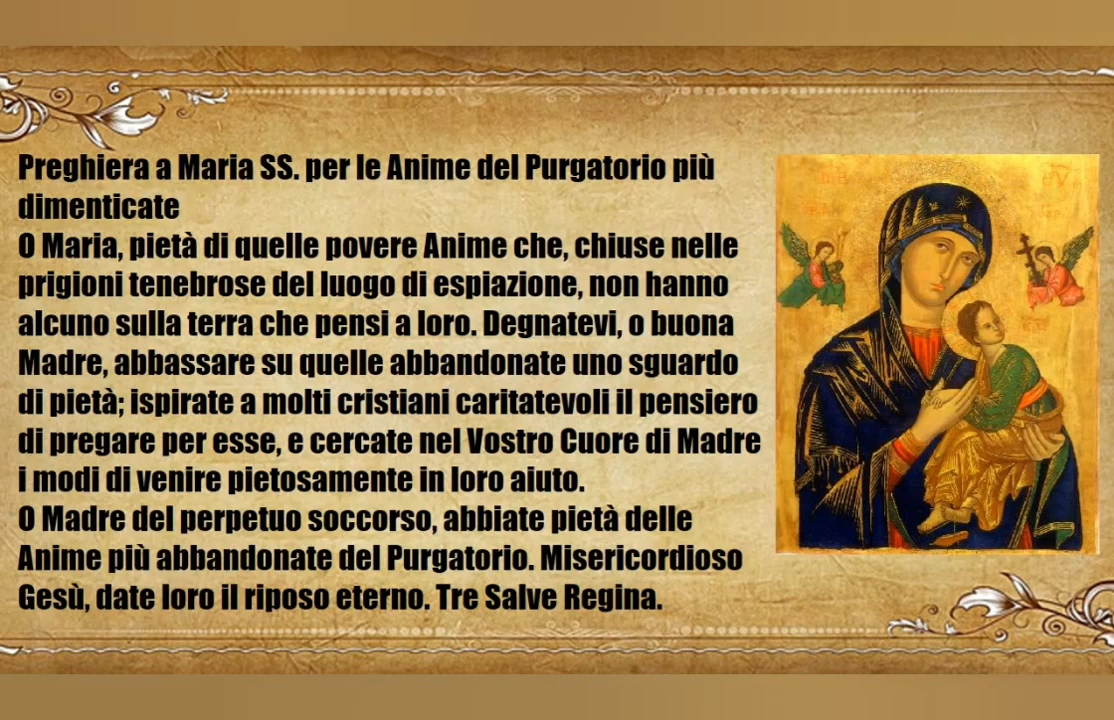 Preghiera a Maria SS. per le Anime del Purgatorio più
dimenticate
O Maria, pietà di quelle povere Anime che, chiuse nelle
prigioni tenebrose del luogo di espiazione, non hanno
alcuno sulla terra che pensi a loro. Degnatevi, o buona
Madre, abbassare su quelle abbandonate uno sguardo
di pietà; ispirate a molti cristiani caritatevoli il pensiero
di pregare per esse, e cercate nel Vostro Cuore di Madre
i modi di venire pietosamente in loro aiuto.
O Madre del perpetuo soccorso, abbiate pietà delle
Anime più abbandonate del Purgatorio. Misericordioso
Gesù, date loro il riposo eterno. Tre Salve Regina.